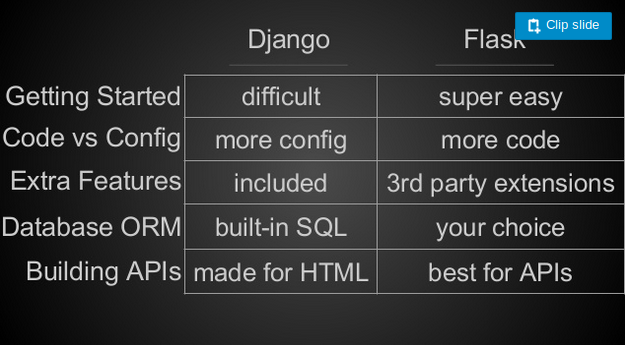 Django Flask
Clip slide
Getting Started difficult super easy
Code vs Config more config more code
Extra Features included 3rd party extensions
Database ORM built-in SQL your choice
Building APIs made for HTML best for APIs